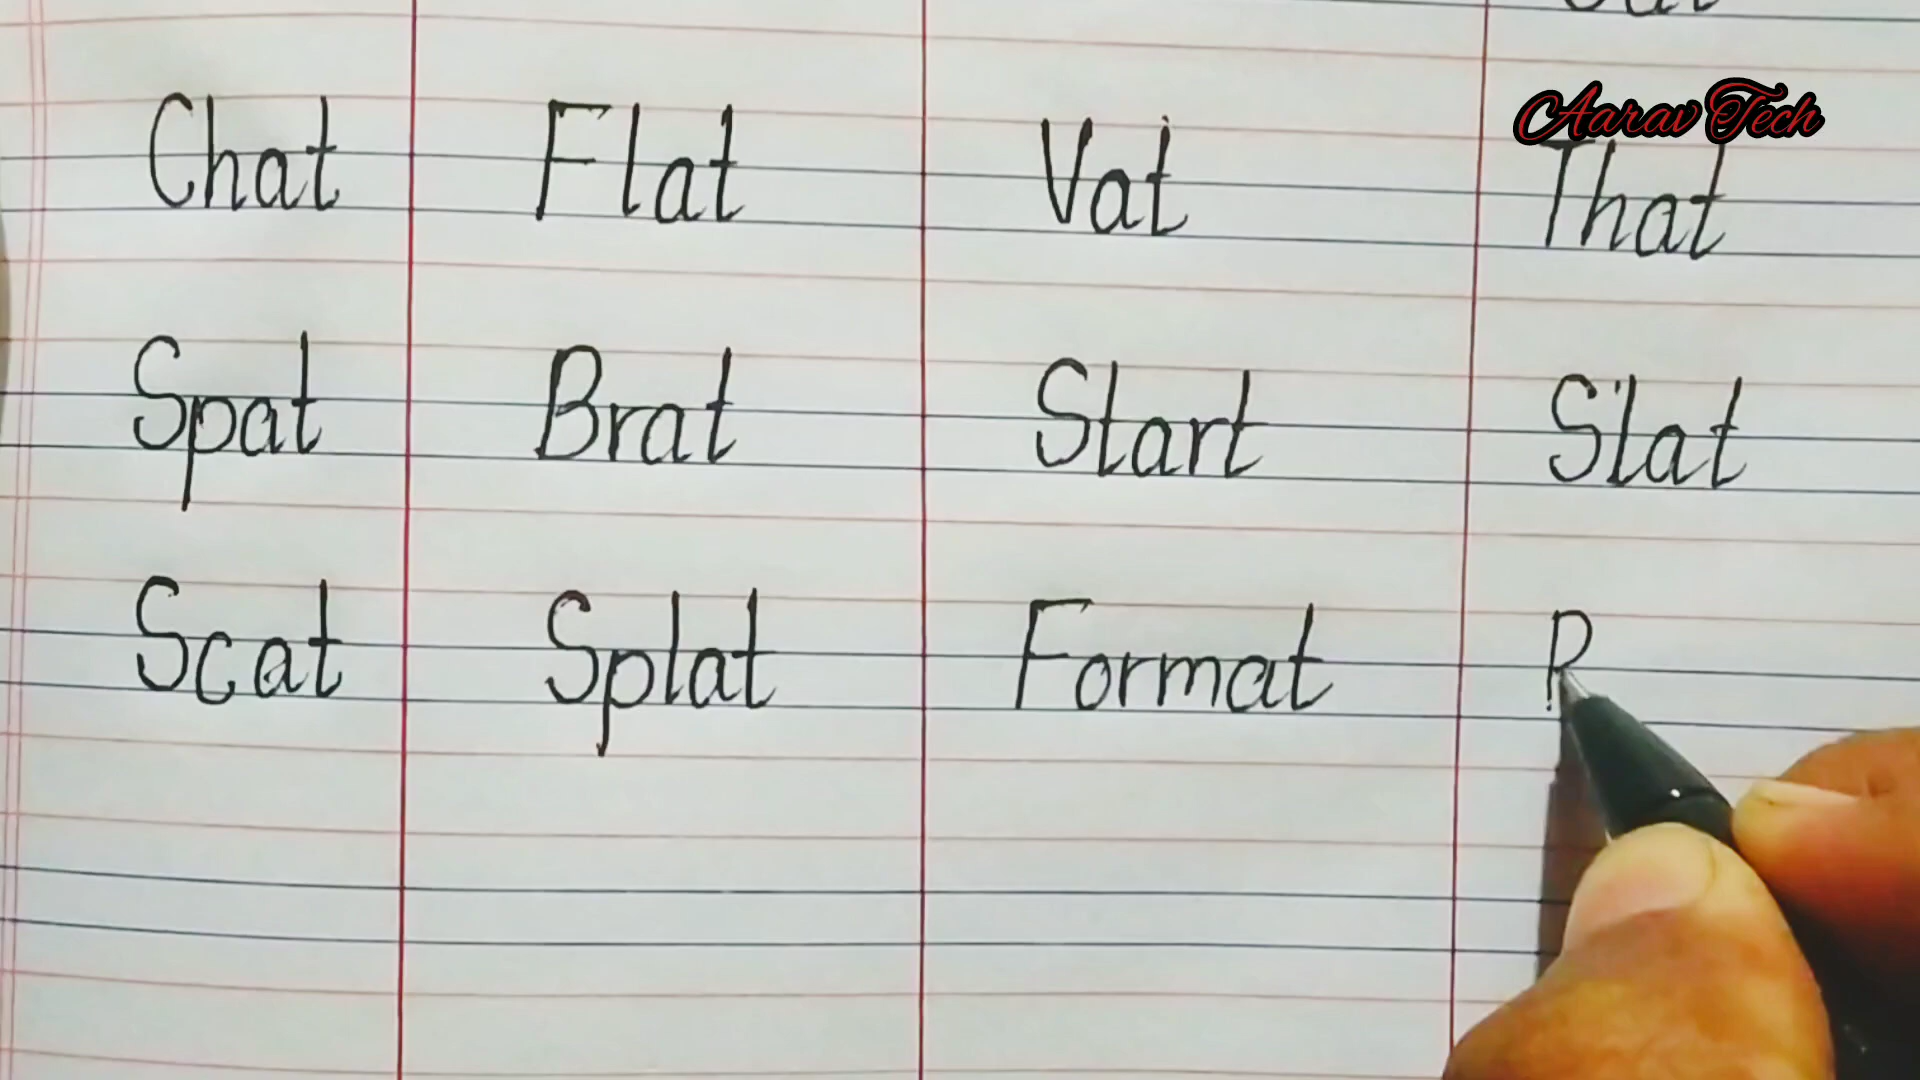 Aarav Tech
Chat Flat Vat That
Spat Brat Start Slat
Scat Splat Format